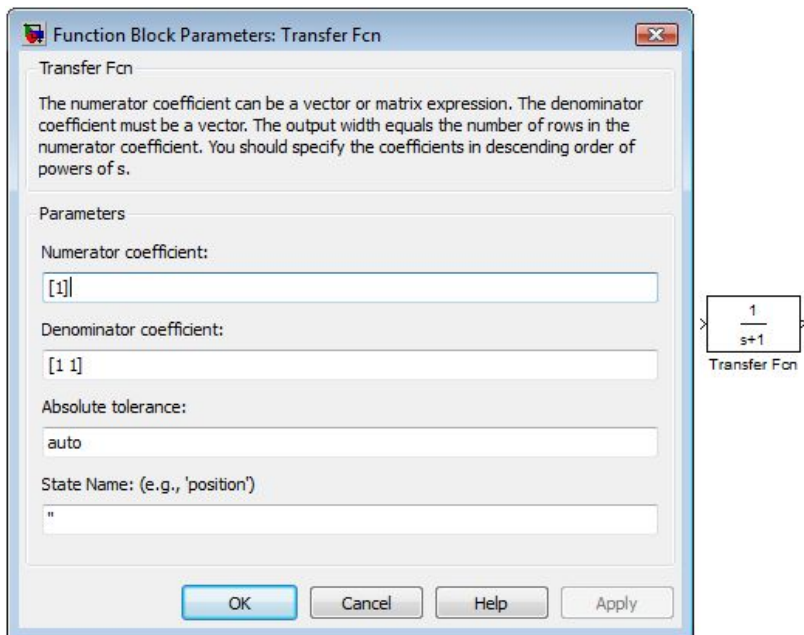 Function Block Parameters: Transfer Fcn
Transfer Fcn
The numerator coefficient can be a vector or matrix expression. The denominator
coefficient must be a vector. The output width equals the number of rows in the
numerator coefficient. You should specify the coefficients in descending order of
powers of s.
Parameters
Numerator coefficient:
[1]
Denominator coefficient:
[1 1]
Absolute tolerance:
auto
State Name: (e.g., 'position')
''
OK Cancel Help Apply
1
s+1
Transfer Fcn